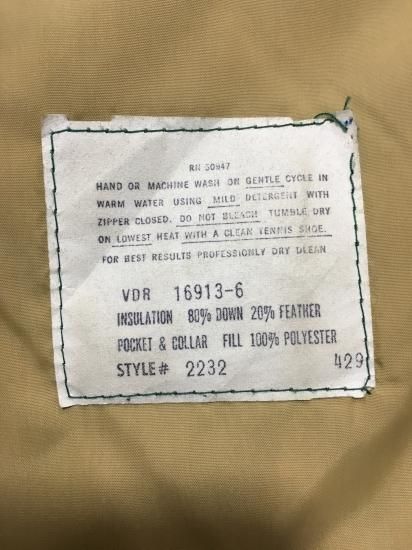 RN 50947
HAND OR MACHINE WASH ON GENTLE CYCLE IN
WARM WATER USING MILD DETERGENT WITH
ZIPPER CLOSED. DO NOT BLEACH TUMBLE DRY
ON LOWEST HEAT WITH A CLEAN TENNIS SHOE.
FOR BEST RESULTS PROFESSIONLY DRY CLEAN
VDR 16913-6
INSULATION 80% DOWN 20% FEATHER
POCKET & COLLAR FILL 100% POLYESTER
STYLE# 2232 429